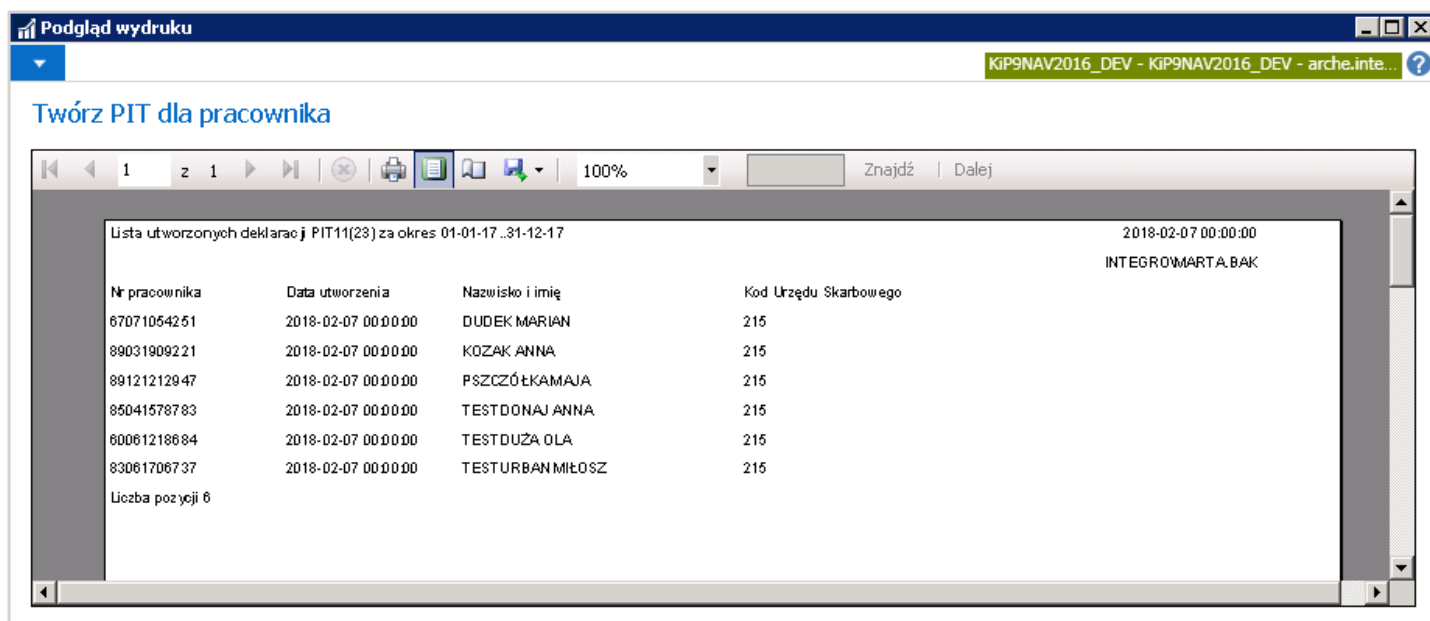 Podgląd wydruku
KiP9NAV2016_DEV - KiP9NAV2016_DEV - arche.inte... ?
Twórz PIT dla pracownika
1 z 1 100% Znajdź | Dalej
Lista utworzonych deklaracji PIT11(23) za okres 01-01-17..31-12-17 2018-02-07 00:00:00
INTEGRO\MARTA.BAK
Nr pracownika Data utworzenia Nazwisko i imię Kod Urzędu Skarbowego
67071054251 2018-02-07 00:00:00 DUDEK MARIAN 215
89031909221 2018-02-07 00:00:00 KOZAK ANNA 215
89121212947 2018-02-07 00:00:00 PSZCZÓŁKA MAJA 215
85041578783 2018-02-07 00:00:00 TESTDONAJ ANNA 215
60061218684 2018-02-07 00:00:00 TESTDUŻA OLA 215
83061706737 2018-02-07 00:00:00 TESTURBAN MIŁOSZ 215
Liczba pozycji 6